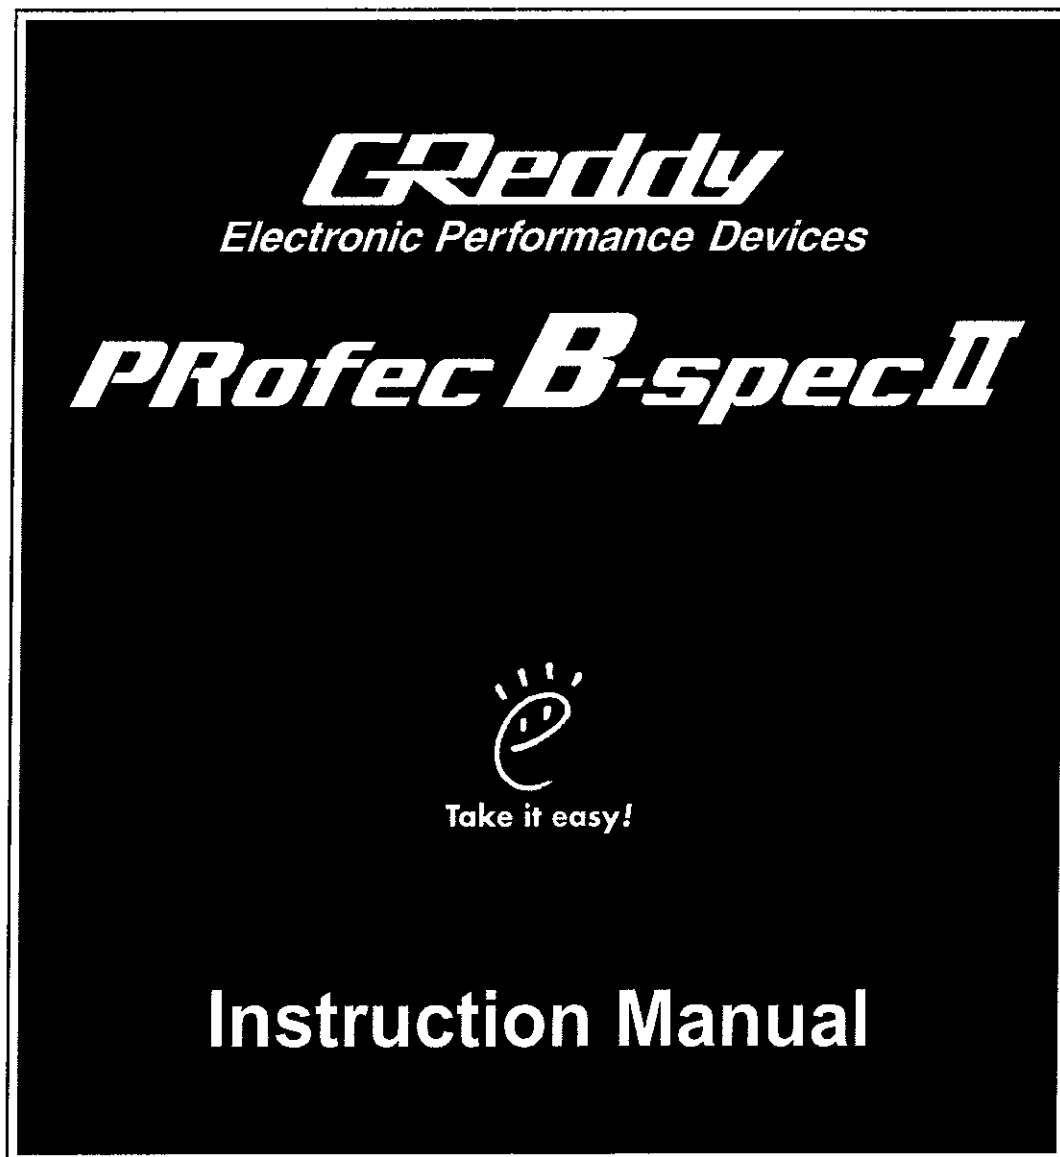 GReddy
Electronic Performance Devices
PRofec B-spec II
Take it easy!
Instruction Manual